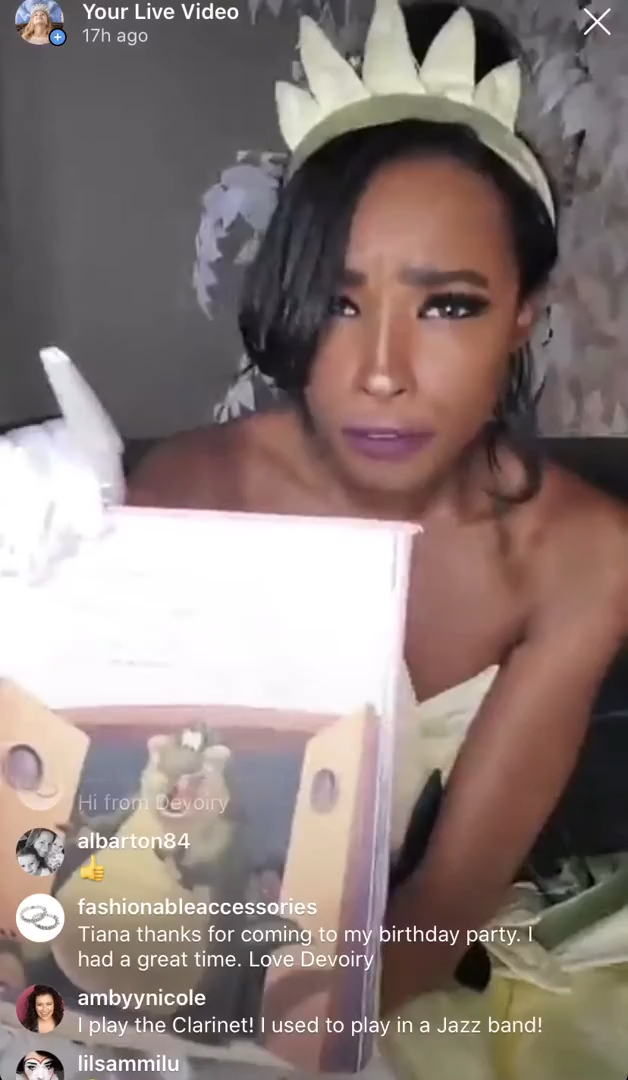 Your Live Video
17h ago
Hi from Devoiry
albarton84
👍
fashionableaccessories
Tiana thanks for coming to my birthday party. I
had a great time. Love Devoiry
ambyynicole
I play the Clarinet! I used to play in a Jazz band!
lilsammilu